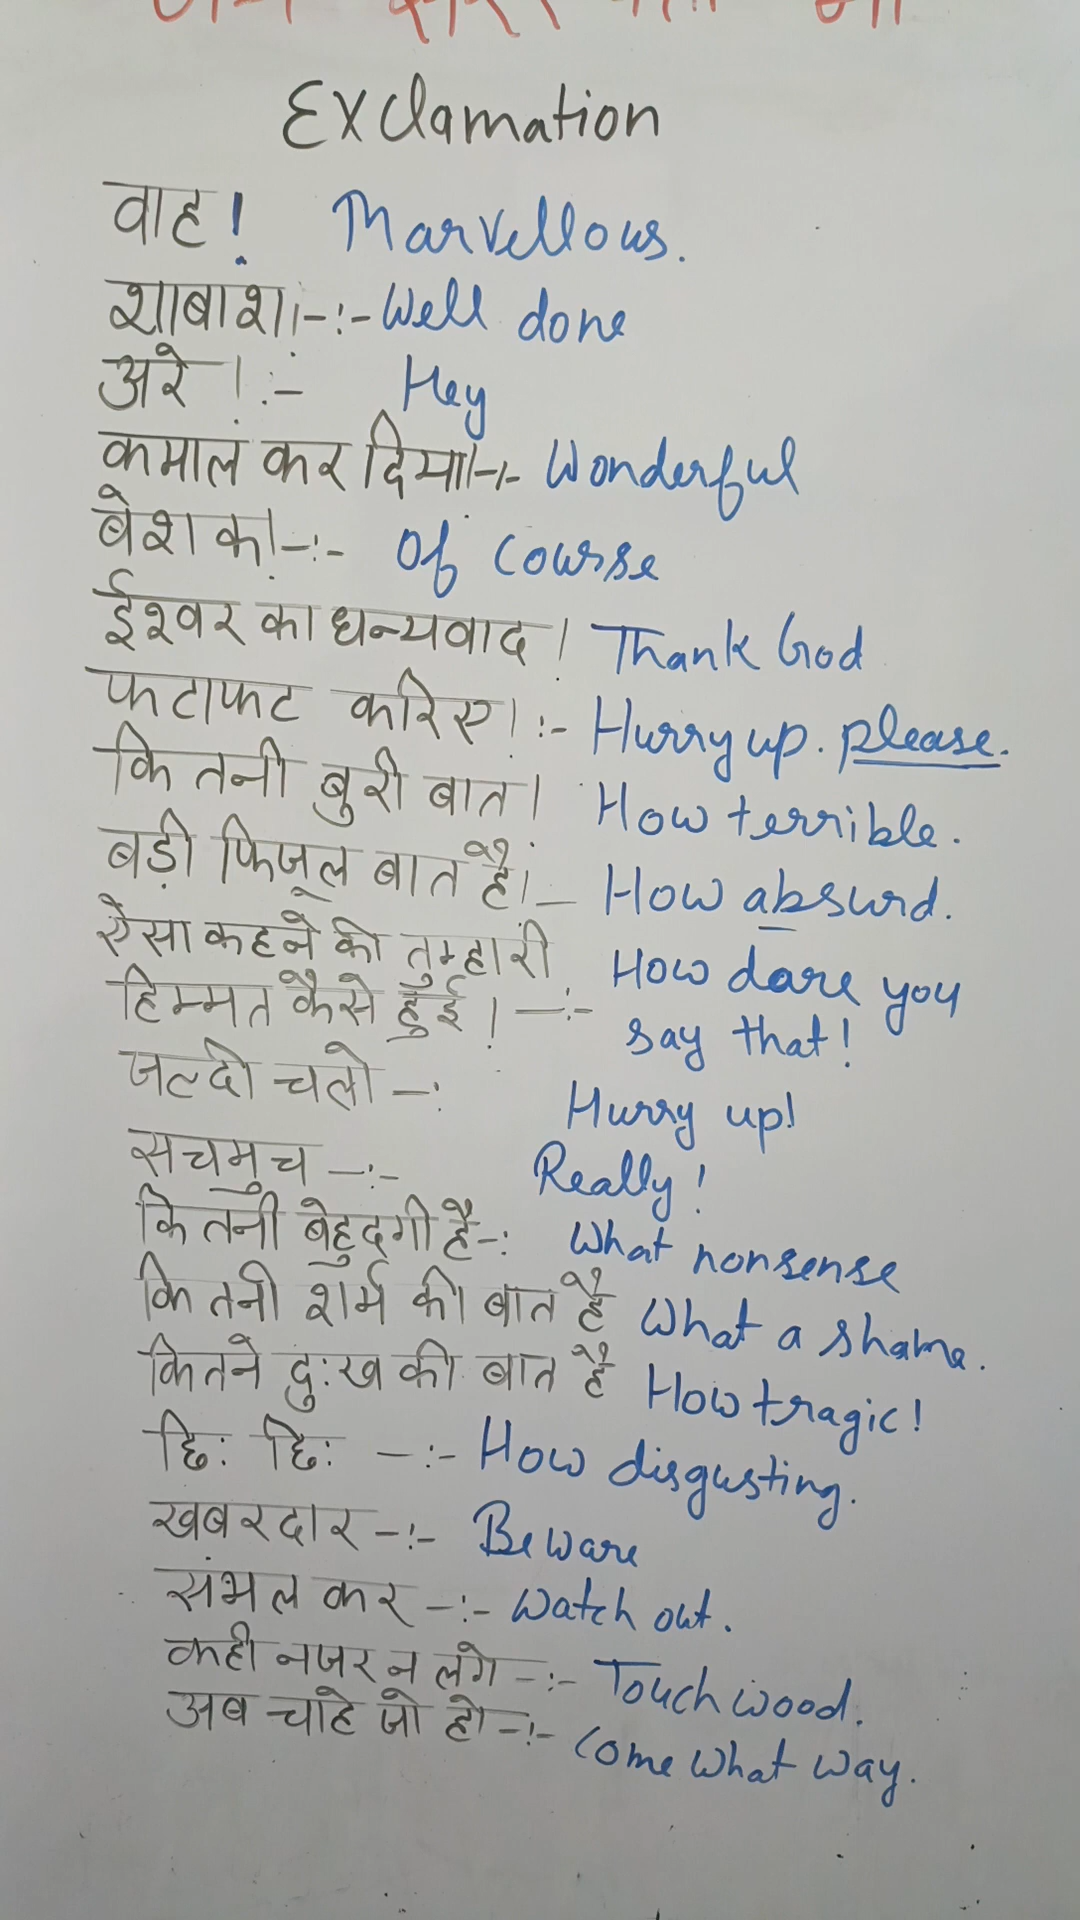 Exclamation
वाह! Marvellous.
शाबाश! -:- Well done
अरे ! :- Hey
कमाल कर दिया! -:- Wonderful
बेशक! -:- Of course
ईश्वर का धन्यवाद ! Thank God
फटाफट करिए! :- Hurry up. please.
कितनी बुरी बात! How terrible.
बड़ी फिजूल बात है! - How absurd.
ऐसा कहने की तुम्हारी How dare you
हिम्मत कैसे हुई ! -:- say that!
जल्दी चलो -: Hurry up!
सचमुच -:- Really!
कितनी बेहुदगी है -: What nonsense
कितनी शर्म की बात है What a shame.
कितने दुःख की बात है How tragic!
छिः छिः -:- How disgusting.
खबरदार -:- Beware
संभल कर -:- Watch out.
कही नजर न लगे -:- Touch wood.
अब चाहे जो हो -:- Come what way.